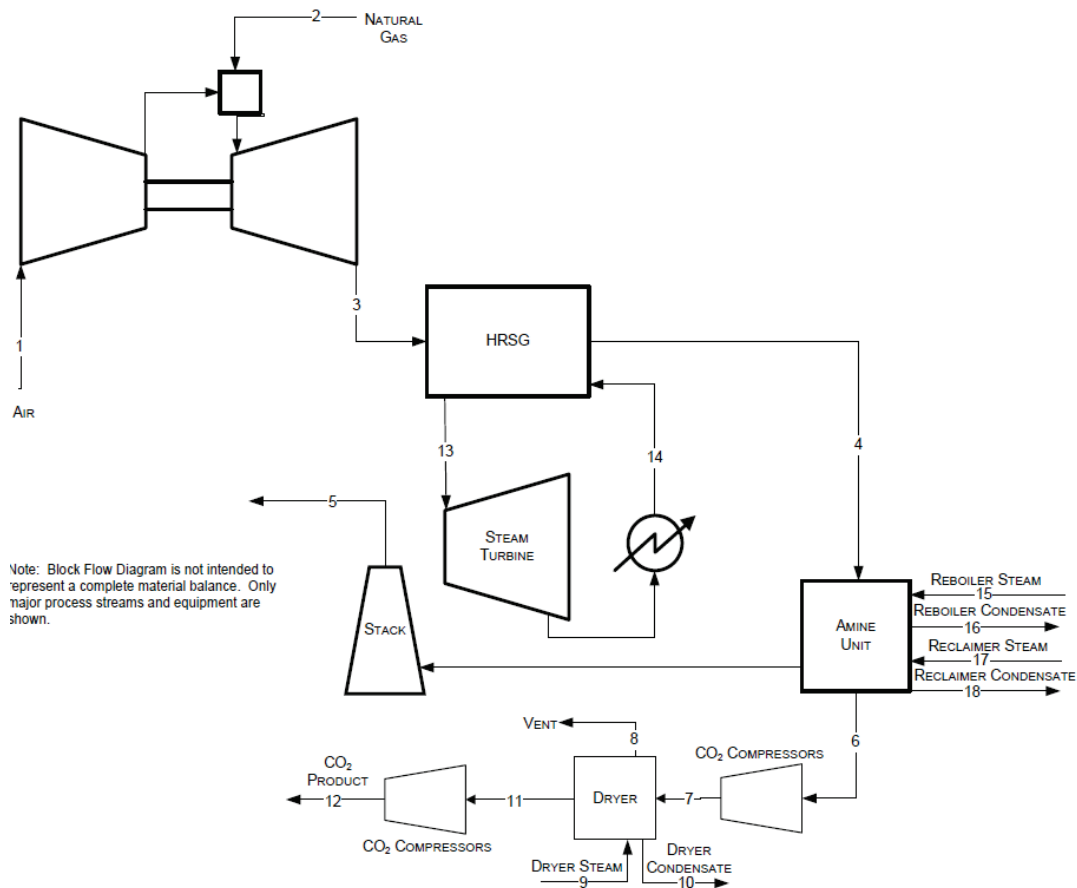 2
NATURAL
GAS
3
1
HRSG
AIR
4
13
14
5
STEAM
TURBINE
Note: Block Flow Diagram is not intended to
represent a complete material balance. Only
major process streams and equipment are
shown.
REBOILER STEAM
15
REBOILER CONDENSATE
16
RECLAIMER STEAM
17
RECLAIMER CONDENSATE
18
AMINE
UNIT
STACK
VENT
8
6
CO2 COMPRESSORS
CO2
PRODUCT
12
11
DRYER
7
CO2 COMPRESSORS
DRYER STEAM
9
DRYER
CONDENSATE
10